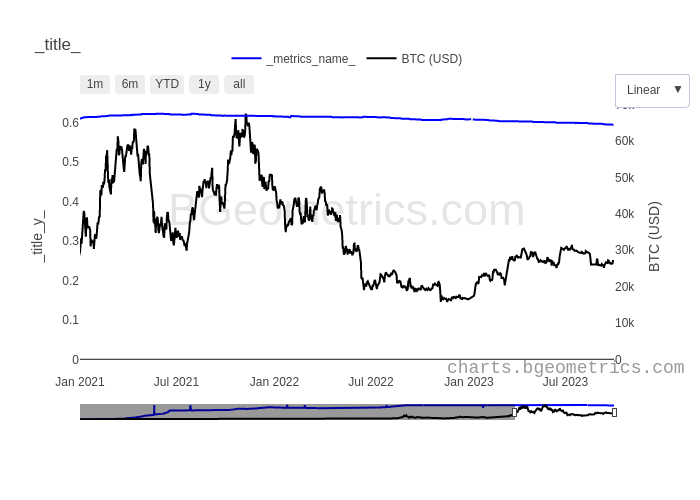 _title_
_metrics_name_ BTC (USD)
1m 6m YTD 1y all
Linear ▼
0.6
0.5
0.4
0.3
0.2
0.1
0
_title_y_
60k
50k
40k
30k
20k
10k
0
BTC (USD)
BGeometrics.com
charts.bgeometrics.com
Jan 2021 Jul 2021 Jan 2022 Jul 2022 Jan 2023 Jul 2023